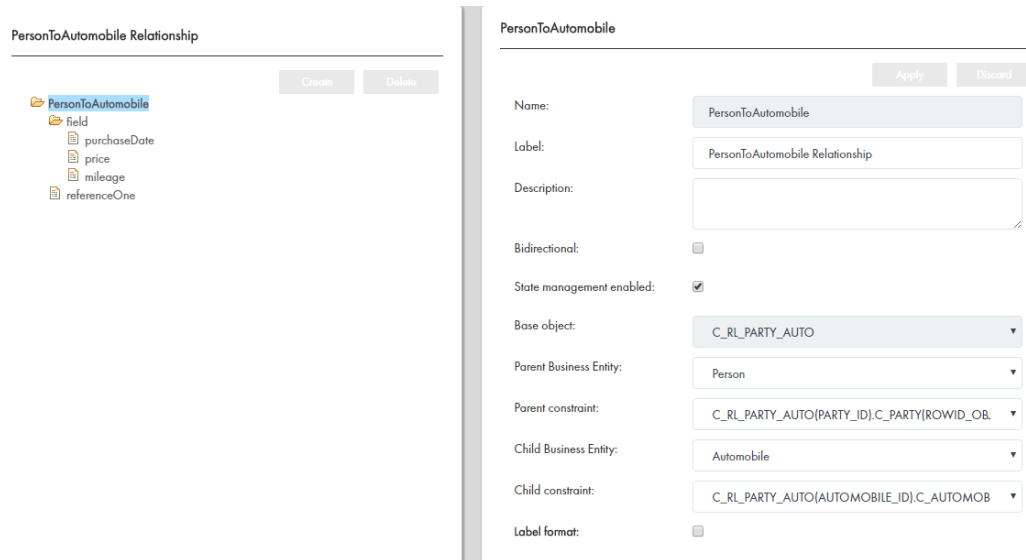 PersonToAutomobile Relationship
Create Delete
PersonToAutomobile
field
purchaseDate
price
mileage
referenceOne
PersonToAutomobile
Apply Discard
Name: PersonToAutomobile
Label: PersonToAutomobile Relationship
Description:
Bidirectional:
State management enabled:
Base object: C_RL_PARTY_AUTO
Parent Business Entity: Person
Parent constraint: C_RL_PARTY_AUTO(PARTY_ID).C_PARTY(ROWID_OB.
Child Business Entity: Automobile
Child constraint: C_RL_PARTY_AUTO(AUTOMOBILE_ID).C_AUTOMOB
Label format: